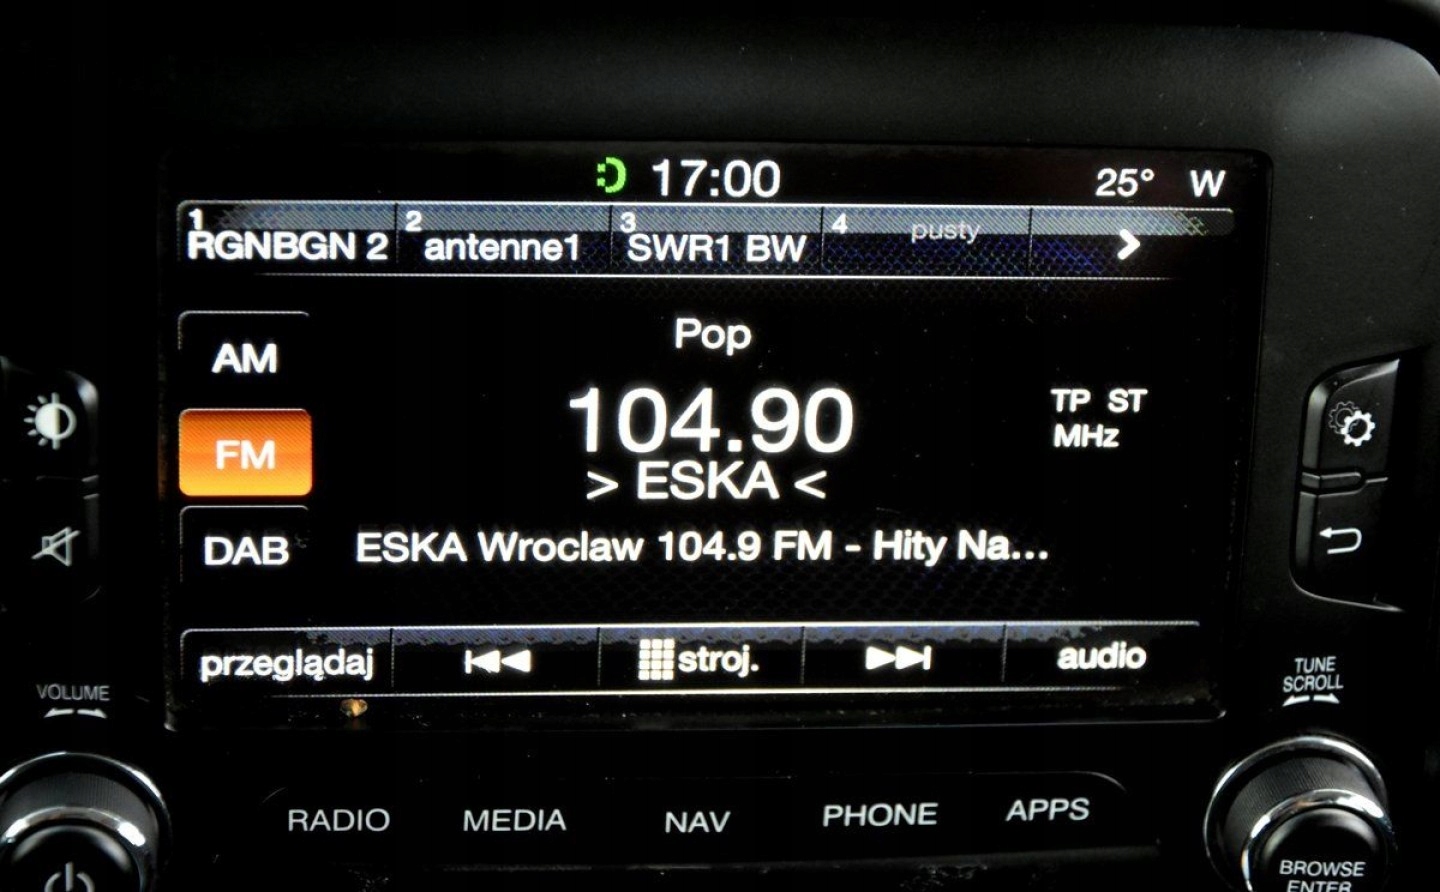 17:00 25° W
1 RGNBGN 2 2 antenne1 3 SWR1 BW 4 pusty
Pop
AM
104.90 TP ST
MHz
FM
> ESKA <
DAB ESKA Wroclaw 104.9 FM - Hity Na...
przeglądaj stroj. audio
VOLUME
TUNE
SCROLL
RADIO MEDIA NAV PHONE APPS
BROWSE
ENTER